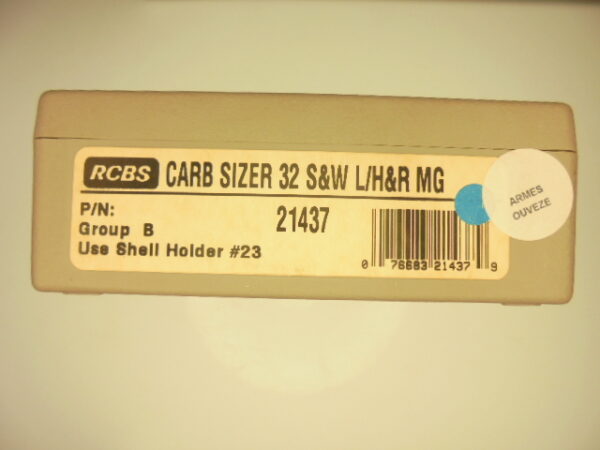 RCBS CARB SIZER 32 S&W L/H&R MG
P/N: 21437
Group B
Use Shell Holder #23
0 76683 21437 9
ARMES
OUVEZE